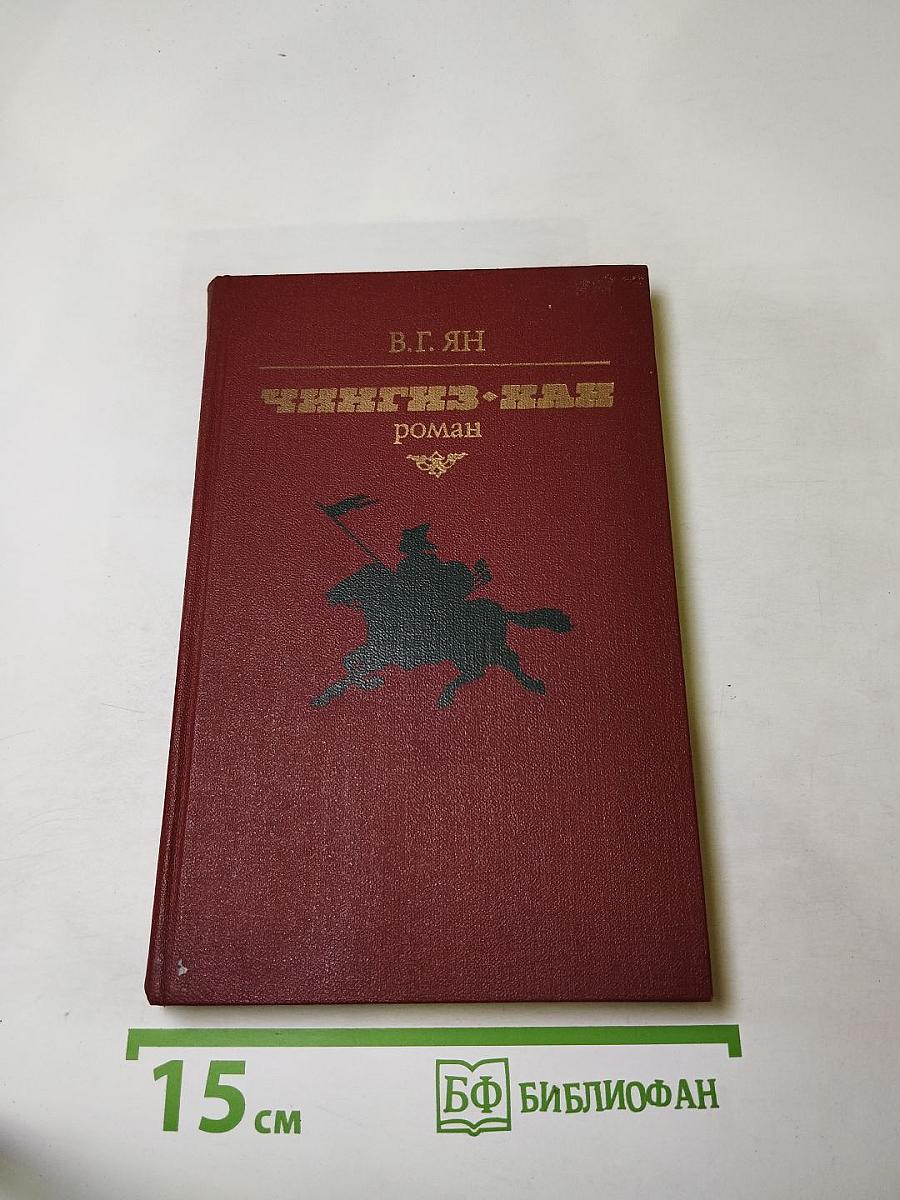 В.Г. ЯН
ЧИНГИЗ·ХАН
роман
15 см
БФ БИБЛИОФАН